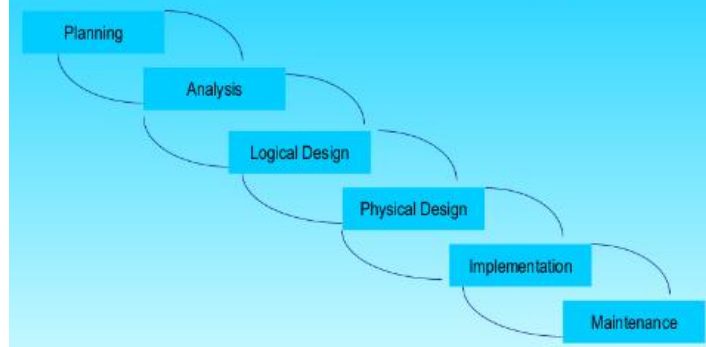 Planning
Analysis
Logical Design
Physical Design
Implementation
Maintenance